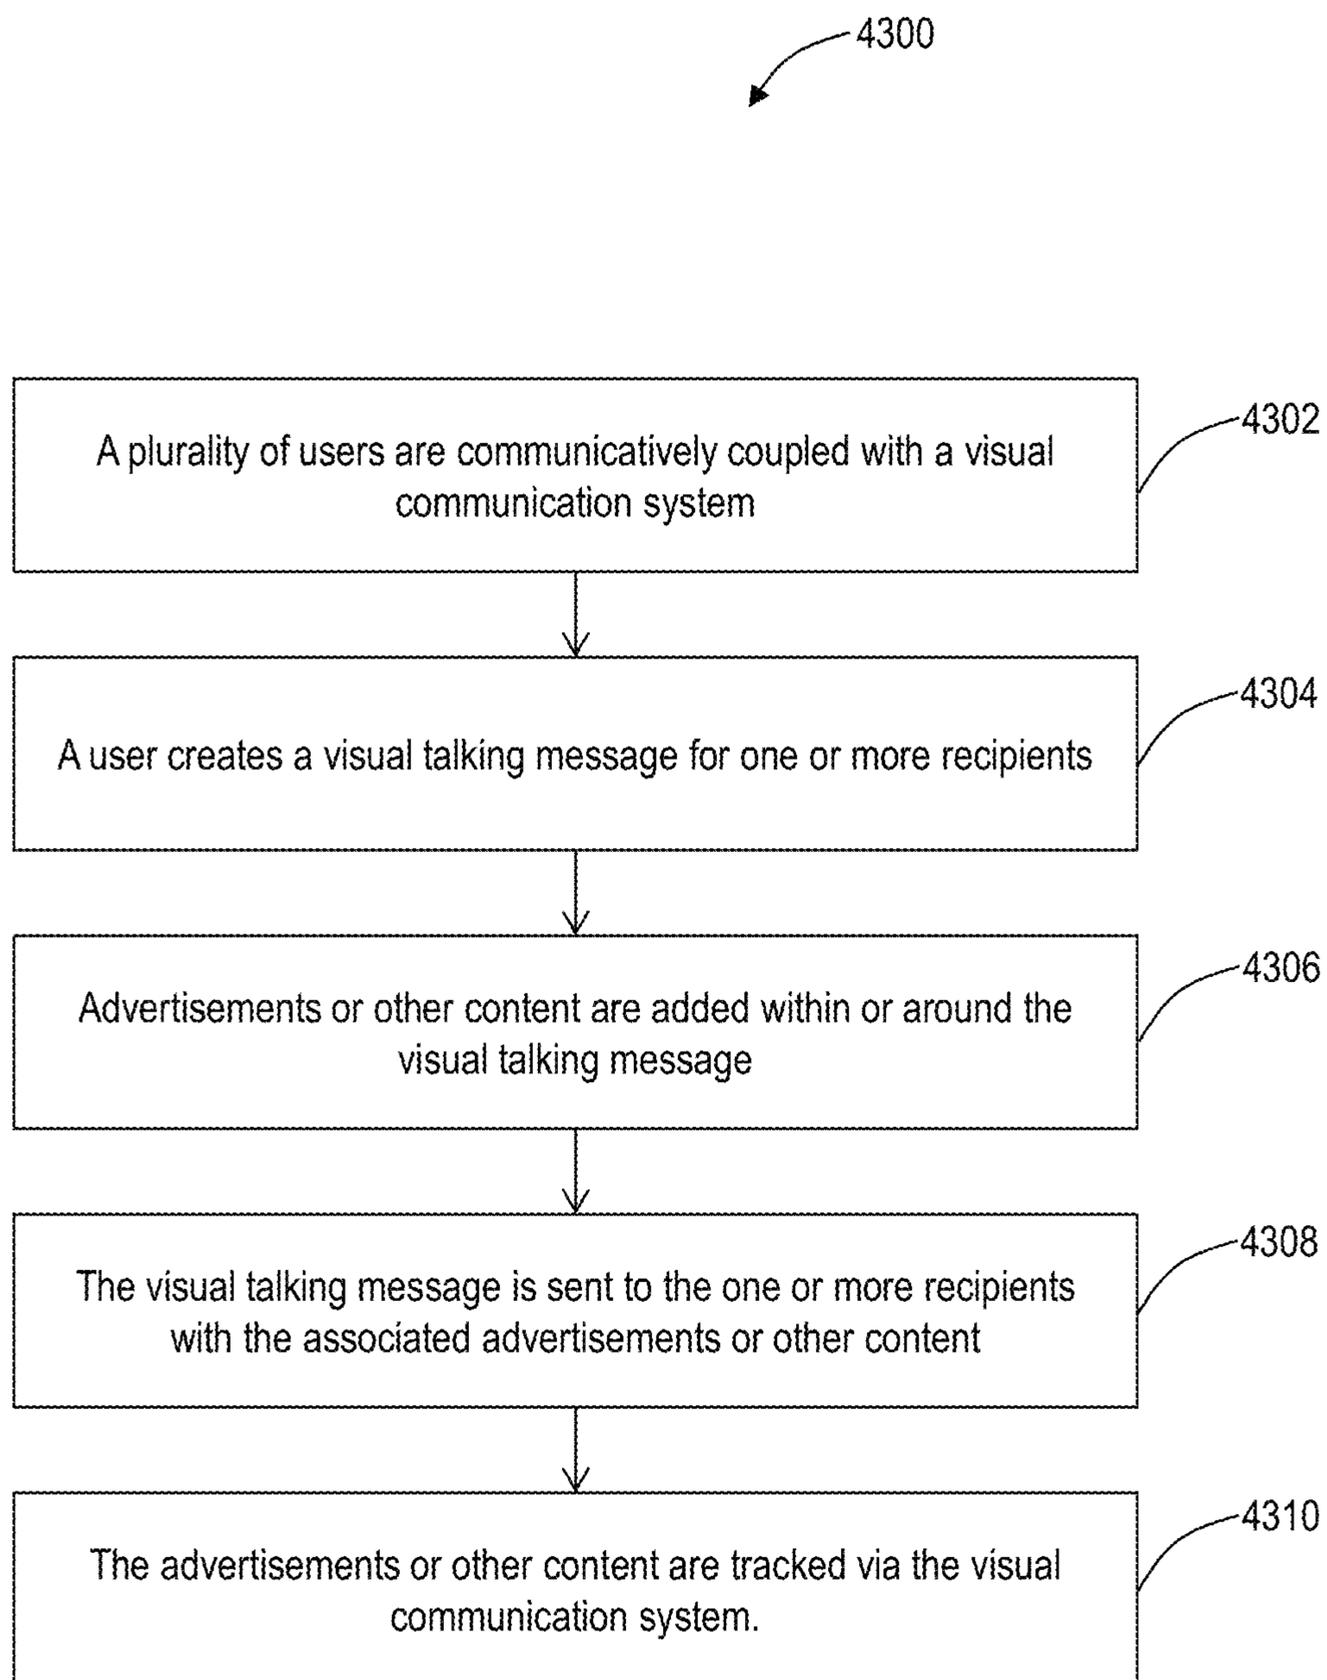 4300
4302
A plurality of users are communicatively coupled with a visual
communication system
4304
A user creates a visual talking message for one or more recipients
4306
Advertisements or other content are added within or around the
visual talking message
4308
The visual talking message is sent to the one or more recipients
with the associated advertisements or other content
4310
The advertisements or other content are tracked via the visual
communication system.